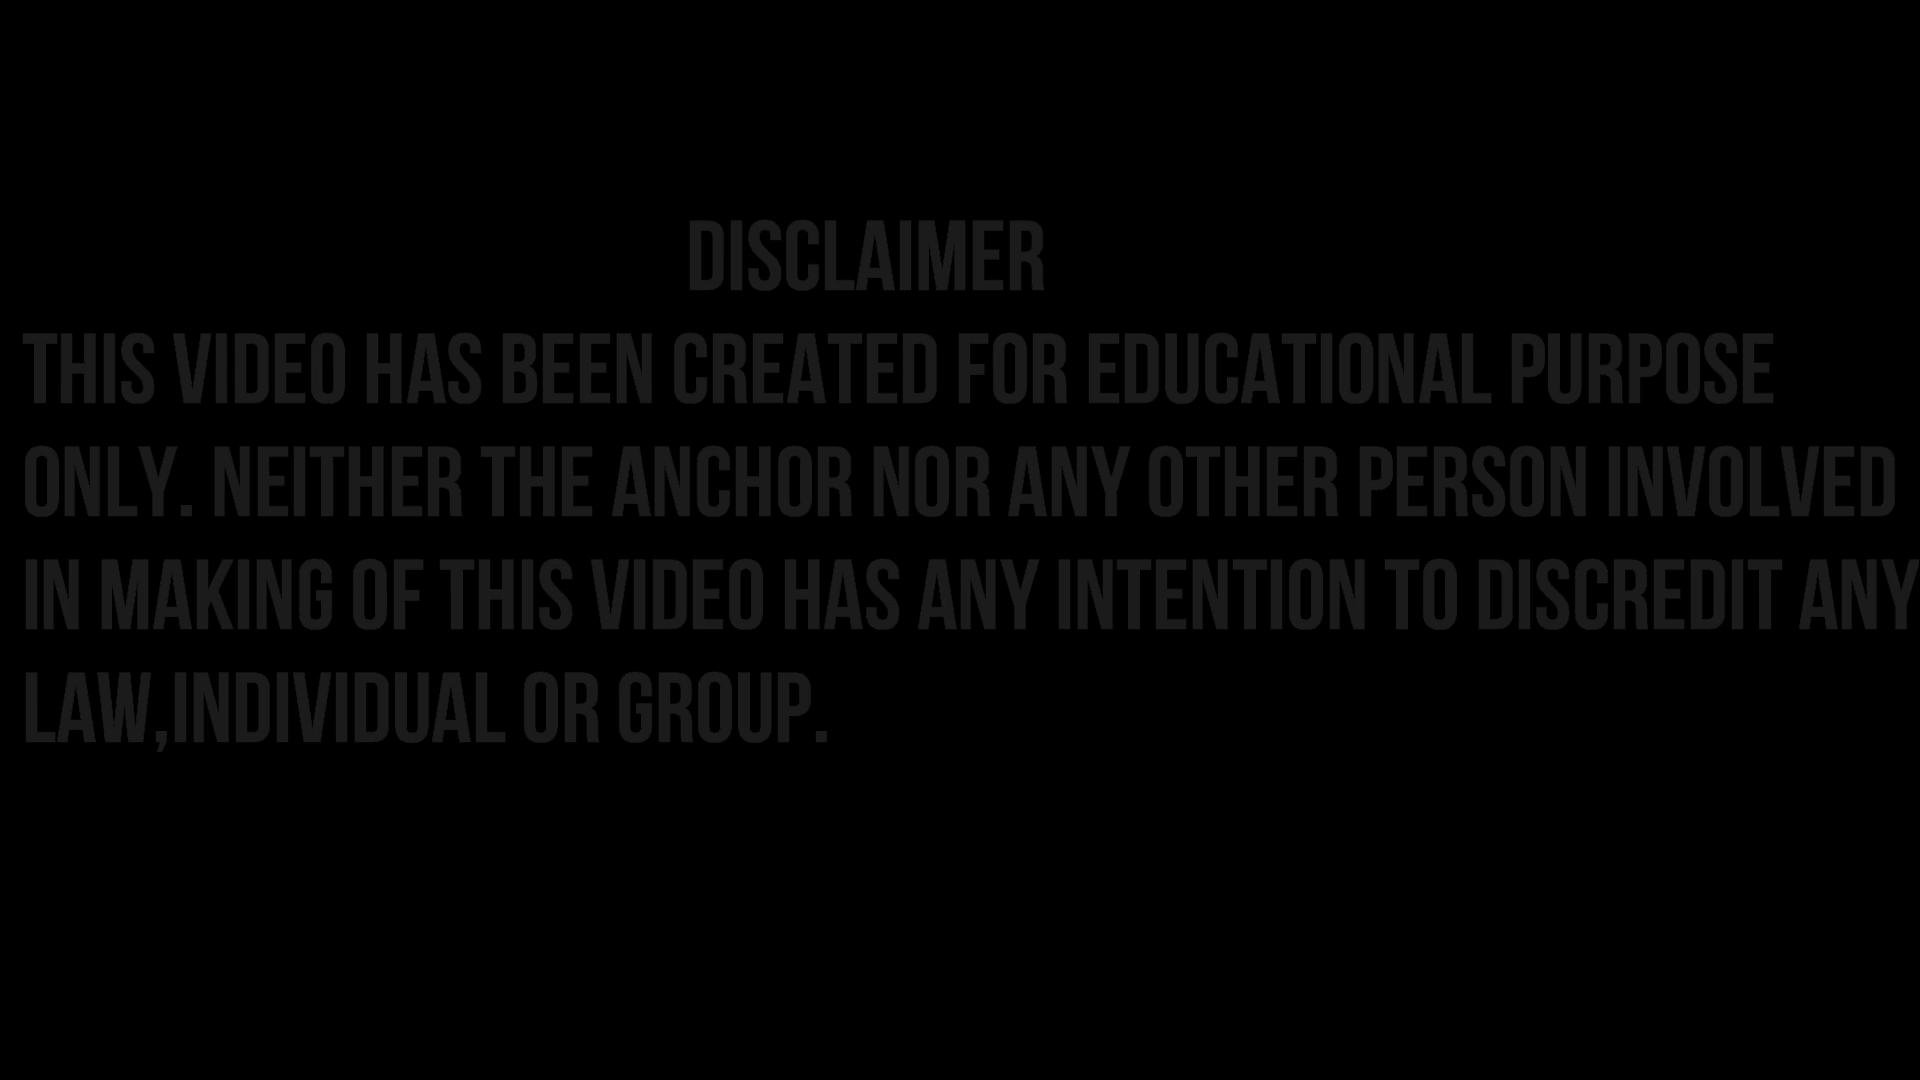 DISCLAIMER
THIS VIDEO HAS BEEN CREATED FOR EDUCATIONAL PURPOSE
ONLY. NEITHER THE ANCHOR NOR ANY OTHER PERSON INVOLVED
IN MAKING OF THIS VIDEO HAS ANY INTENTION TO DISCREDIT ANY
LAW,INDIVIDUAL OR GROUP.